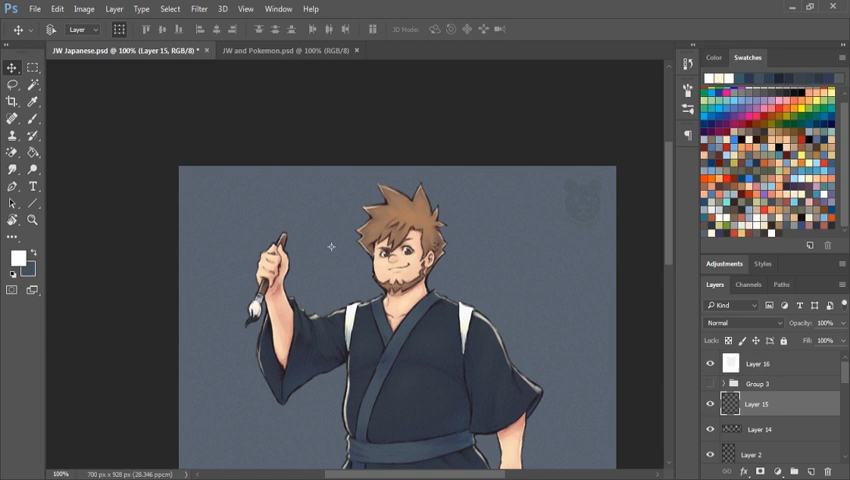 Ps File Edit Image Layer Type Select Filter 3D View Window Help
Layer 3D Mode:
JW Japanese.psd @ 100% (Layer 15, RGB/8) * × JW and Pokemon.psd @ 100% (RGB/8) ×
Color Swatches
Adjustments Styles
Layers Channels Paths
Kind
Normal Opacity: 100%
Lock: Fill: 100%
Layer 16
Group 3
Layer 15
Layer 14
Layer 2
100% 700 px x 928 px (28.346 ppcm)
fx